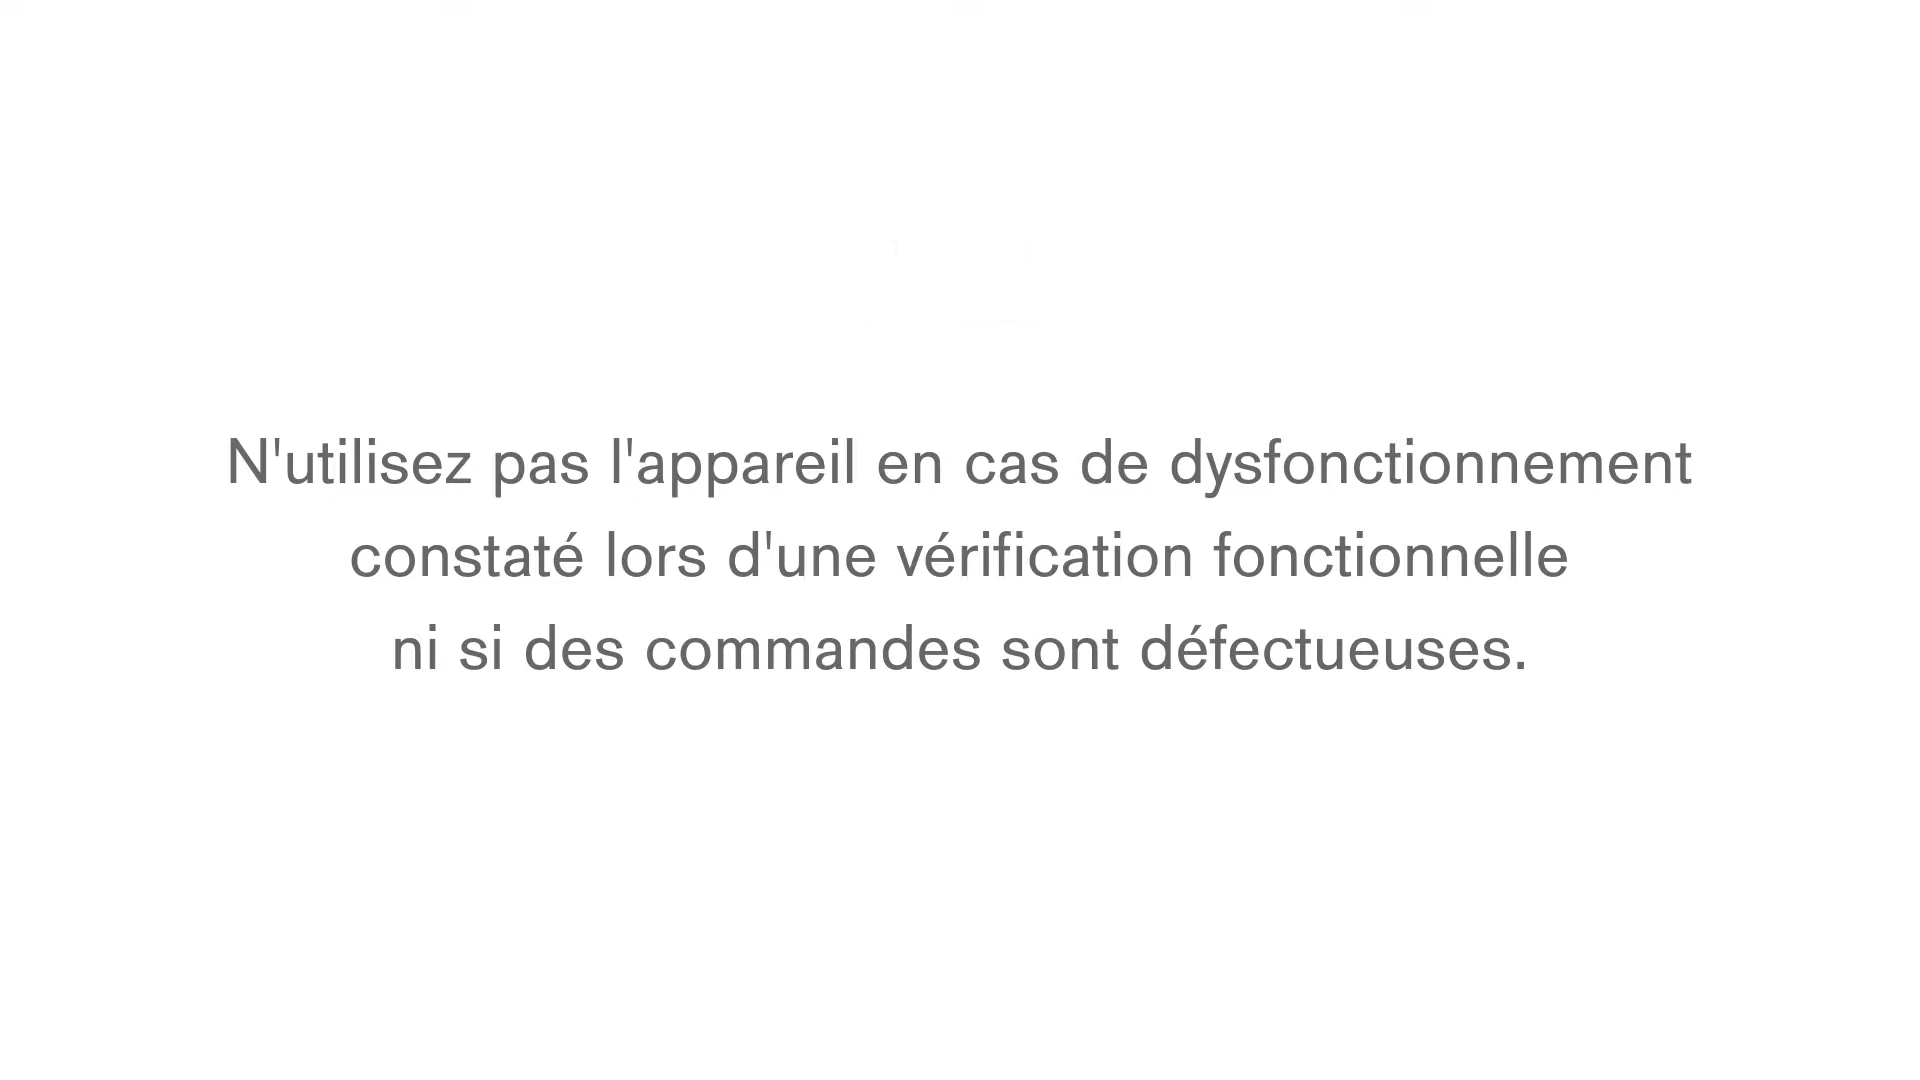 N'utilisez pas l'appareil en cas de dysfonctionnement
constaté lors d'une vérification fonctionnelle
ni si des commandes sont défectueuses.